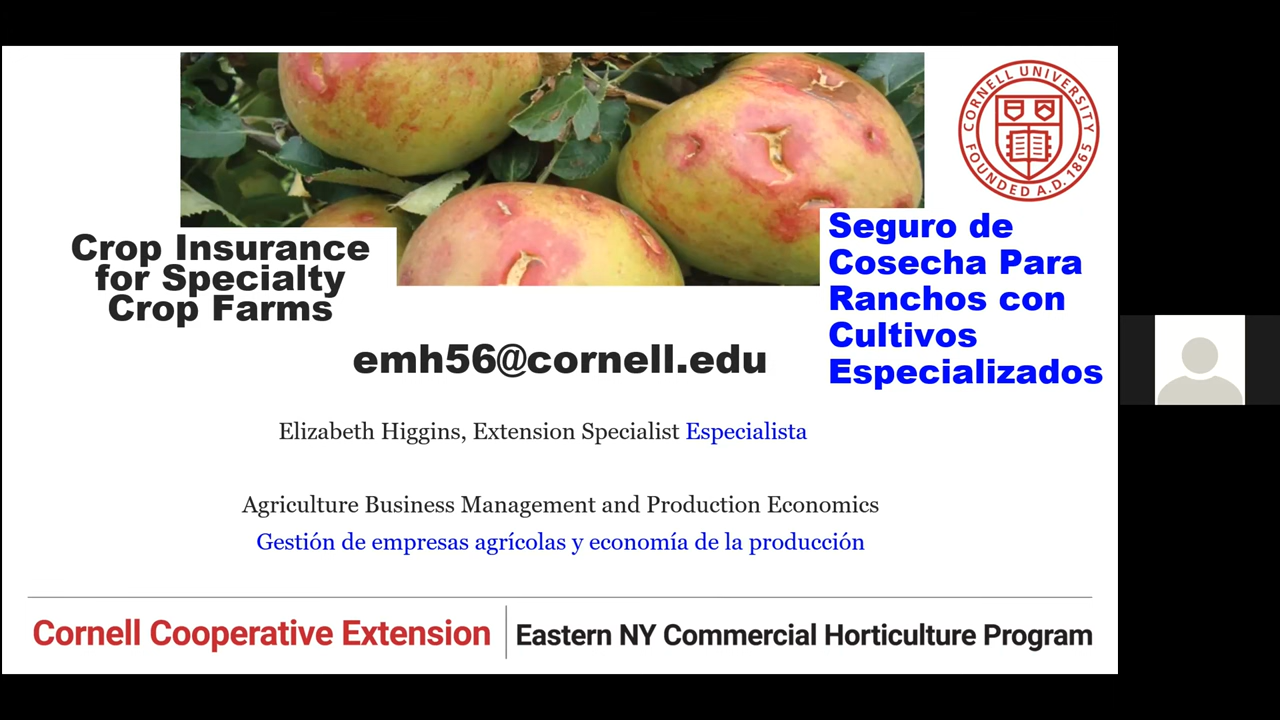 CORNELL UNIVERSITY
FOUNDED A.D. 1865
Crop Insurance
for Specialty
Crop Farms
Seguro de
Cosecha Para
Ranchos con
Cultivos
Especializados
emh56@cornell.edu
Elizabeth Higgins, Extension Specialist Especialista
Agriculture Business Management and Production Economics
Gestión de empresas agrícolas y economía de la producción
Cornell Cooperative Extension
Eastern NY Commercial Horticulture Program